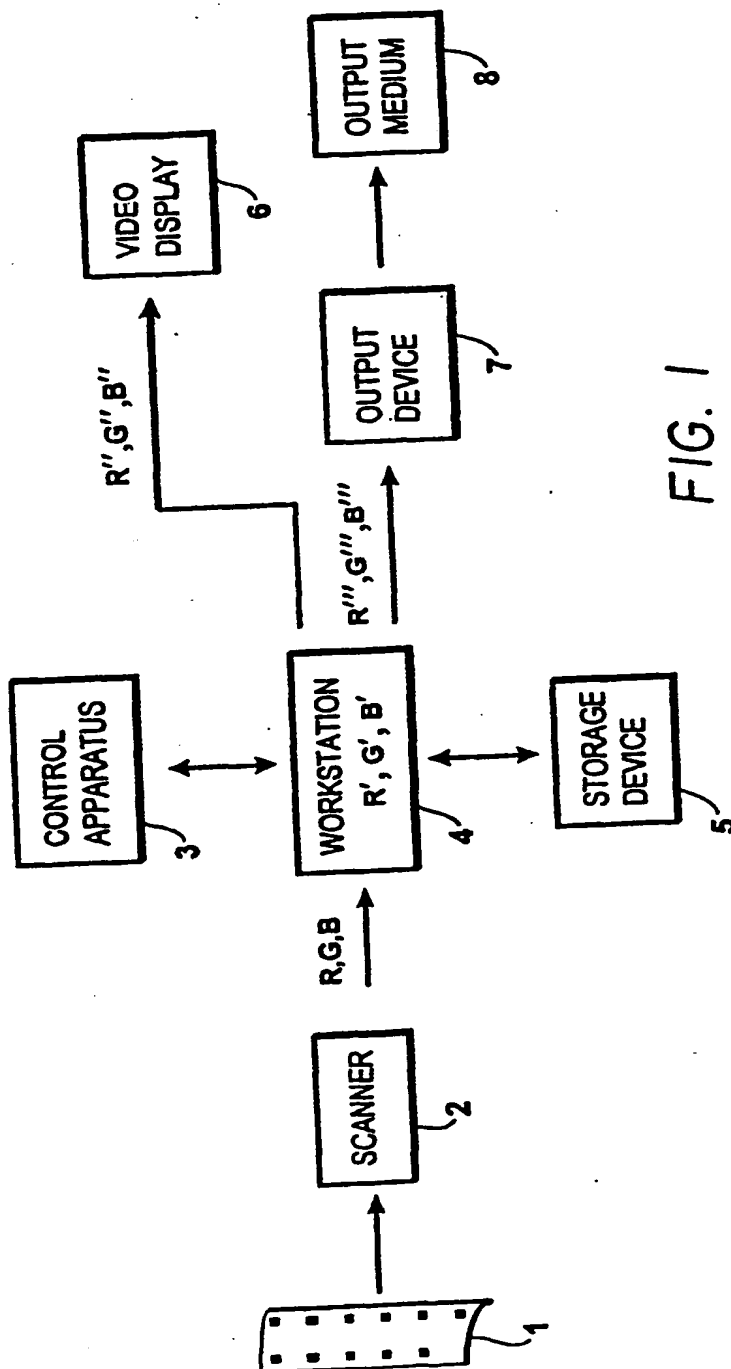 CONTROL
APPARATUS
3
VIDEO
DISPLAY
6
R'',G'',B''
R,G,B
WORKSTATION
R', G', B'
4
R''',G''',B'''
SCANNER
2
OUTPUT
DEVICE
7
OUTPUT
MEDIUM
8
1
STORAGE
DEVICE
5
FIG. 1